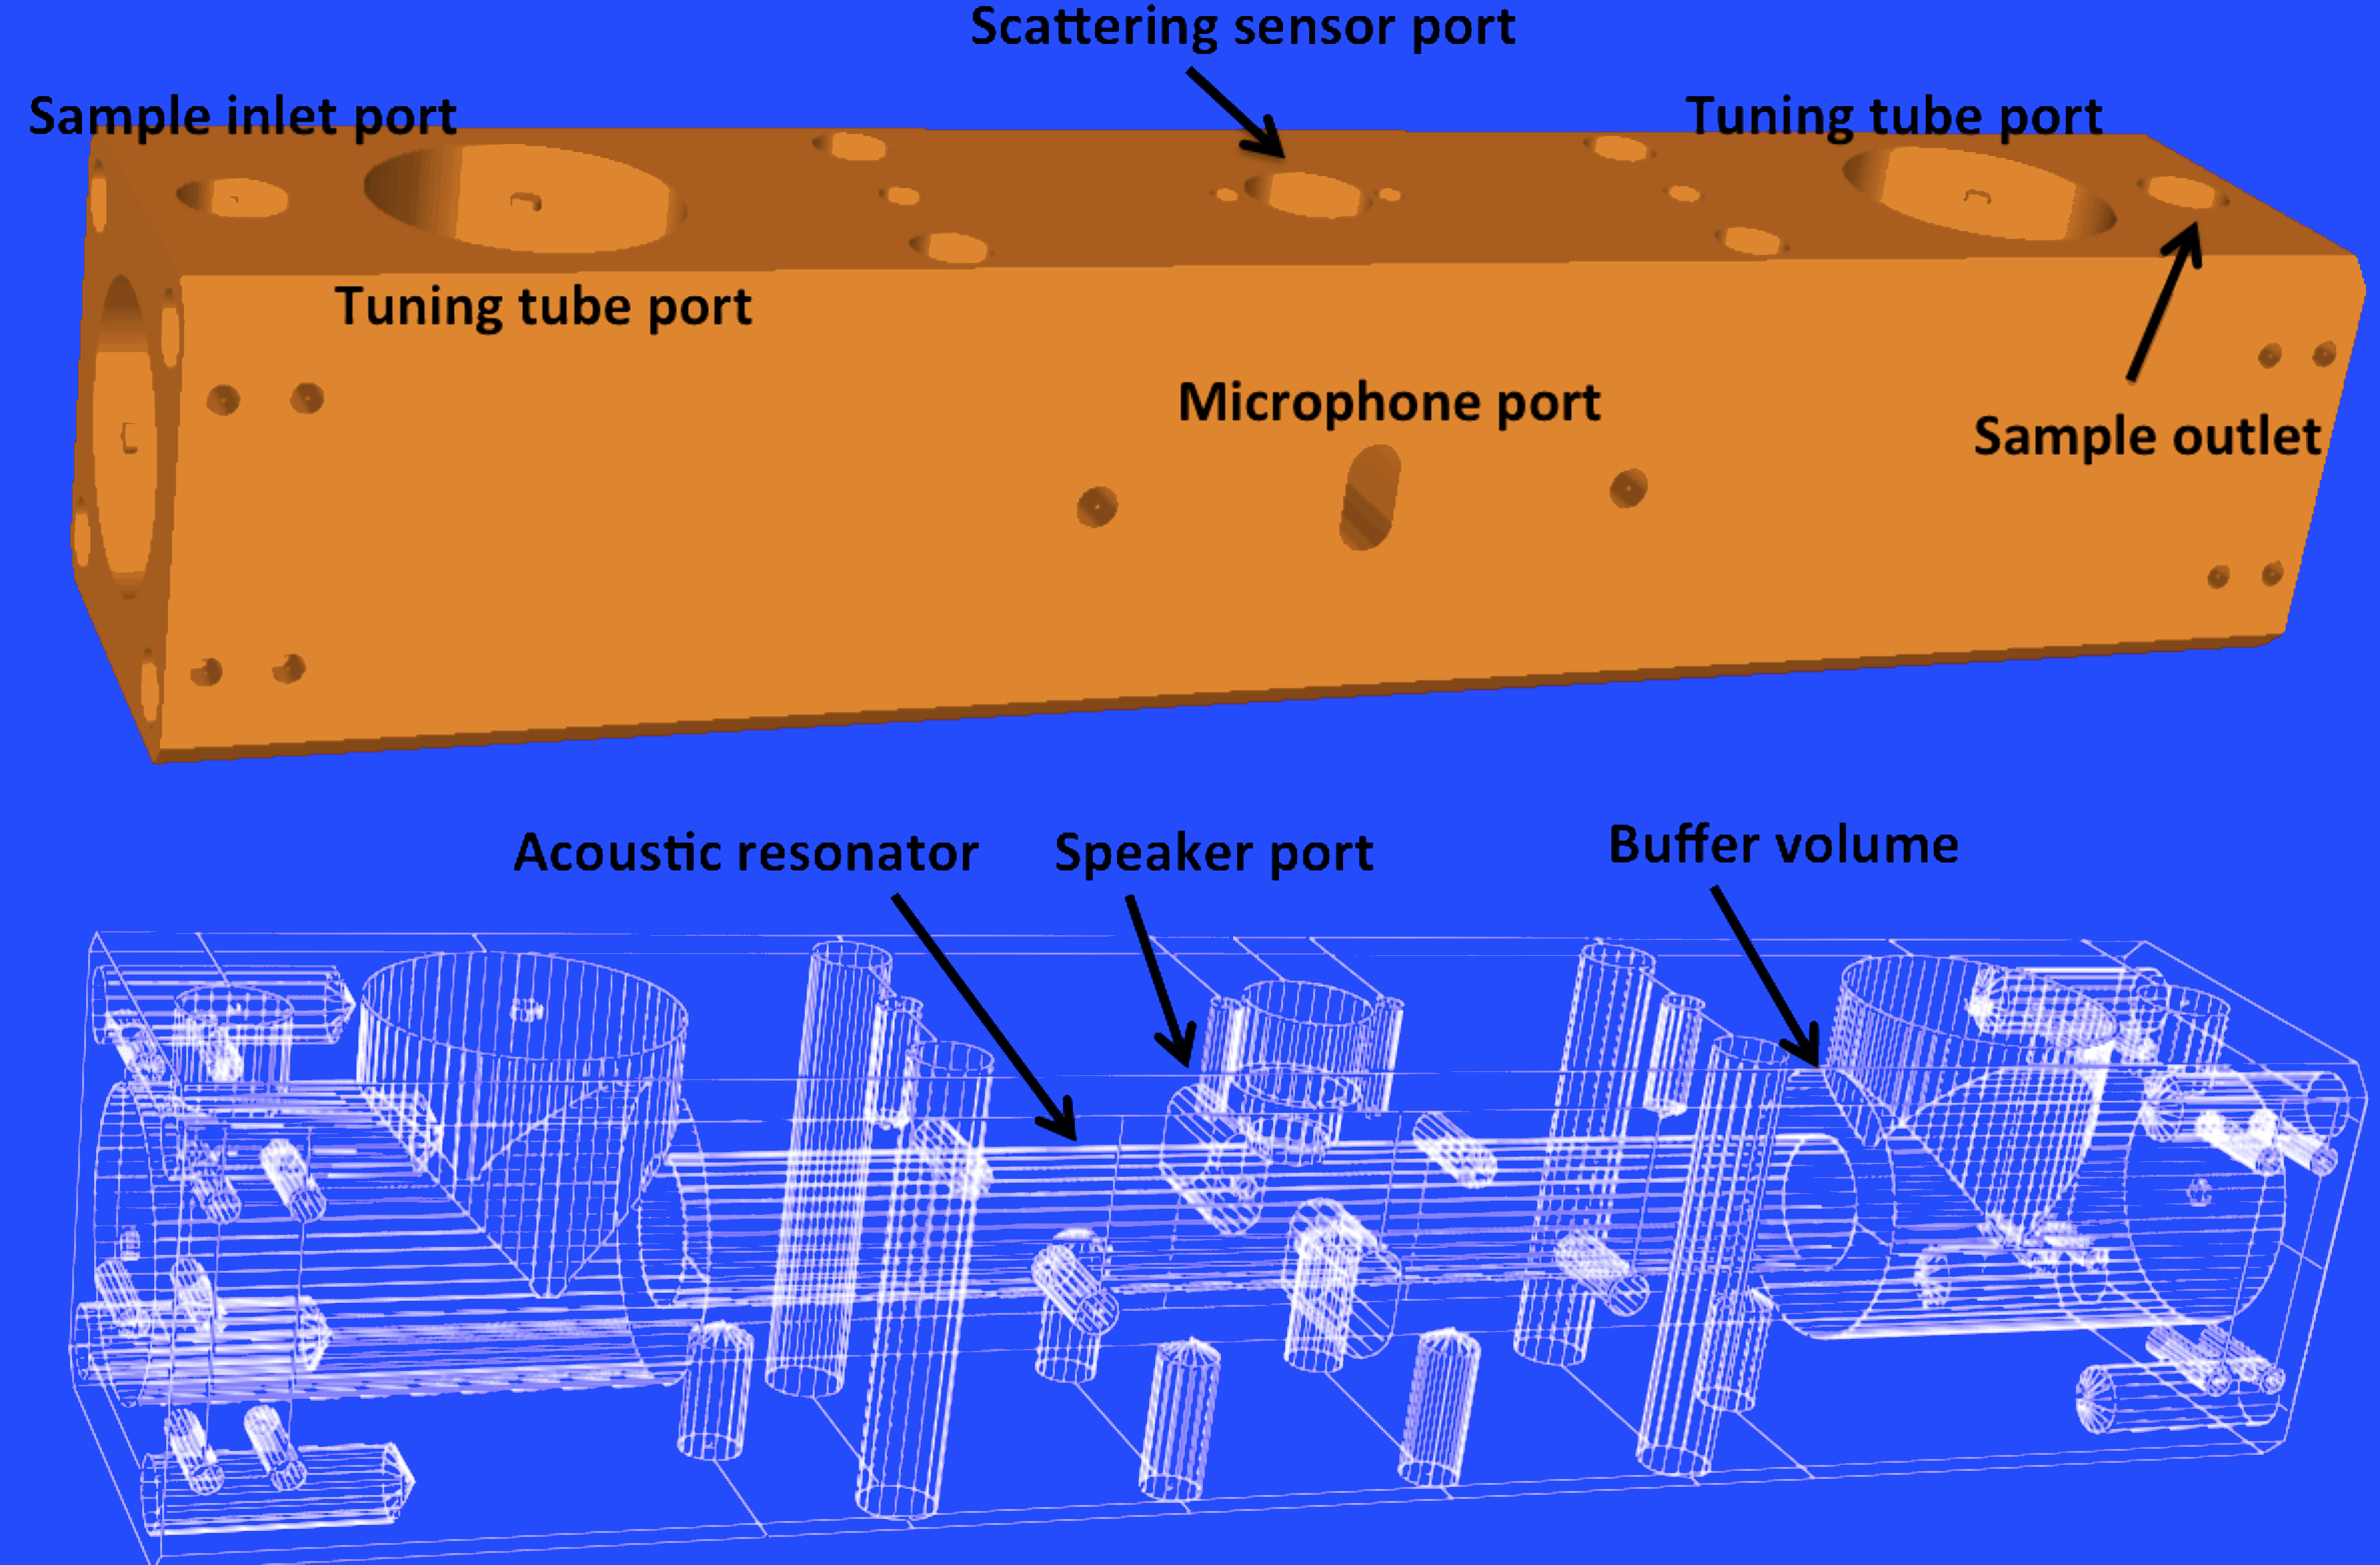 Scattering sensor port
Sample inlet port
Tuning tube port
Tuning tube port
Microphone port
Sample outlet
Acoustic resonator
Speaker port
Buffer volume